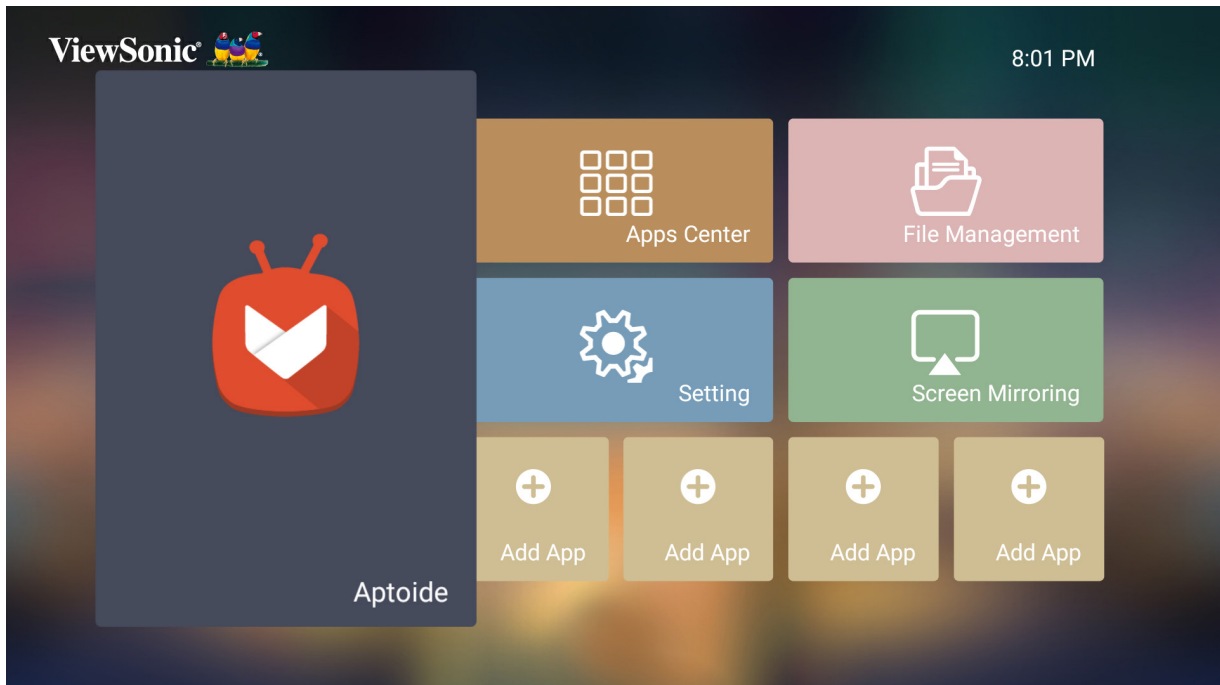 ViewSonic®
8:01 PM
Apps Center
File Management
Setting
Screen Mirroring
Add App
Add App
Add App
Add App
Aptoide